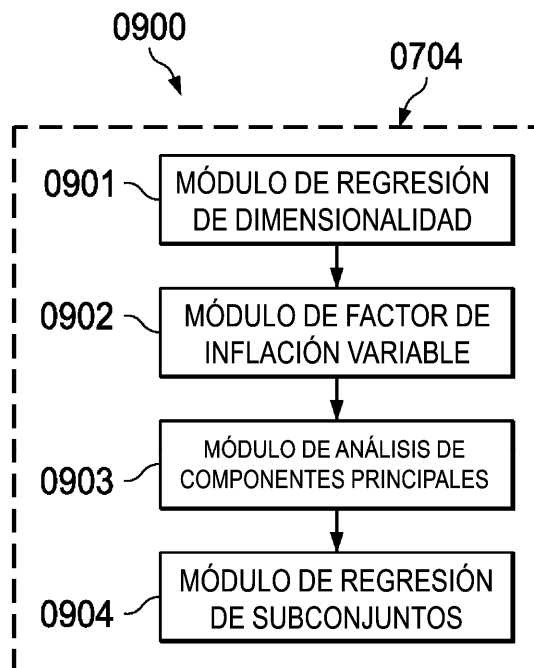 0900
0704
0901
MÓDULO DE REGRESIÓN
DE DIMENSIONALIDAD
0902
MÓDULO DE FACTOR DE
INFLACIÓN VARIABLE
0903
MÓDULO DE ANÁLISIS DE
COMPONENTES PRINCIPALES
0904
MÓDULO DE REGRESIÓN
DE SUBCONJUNTOS